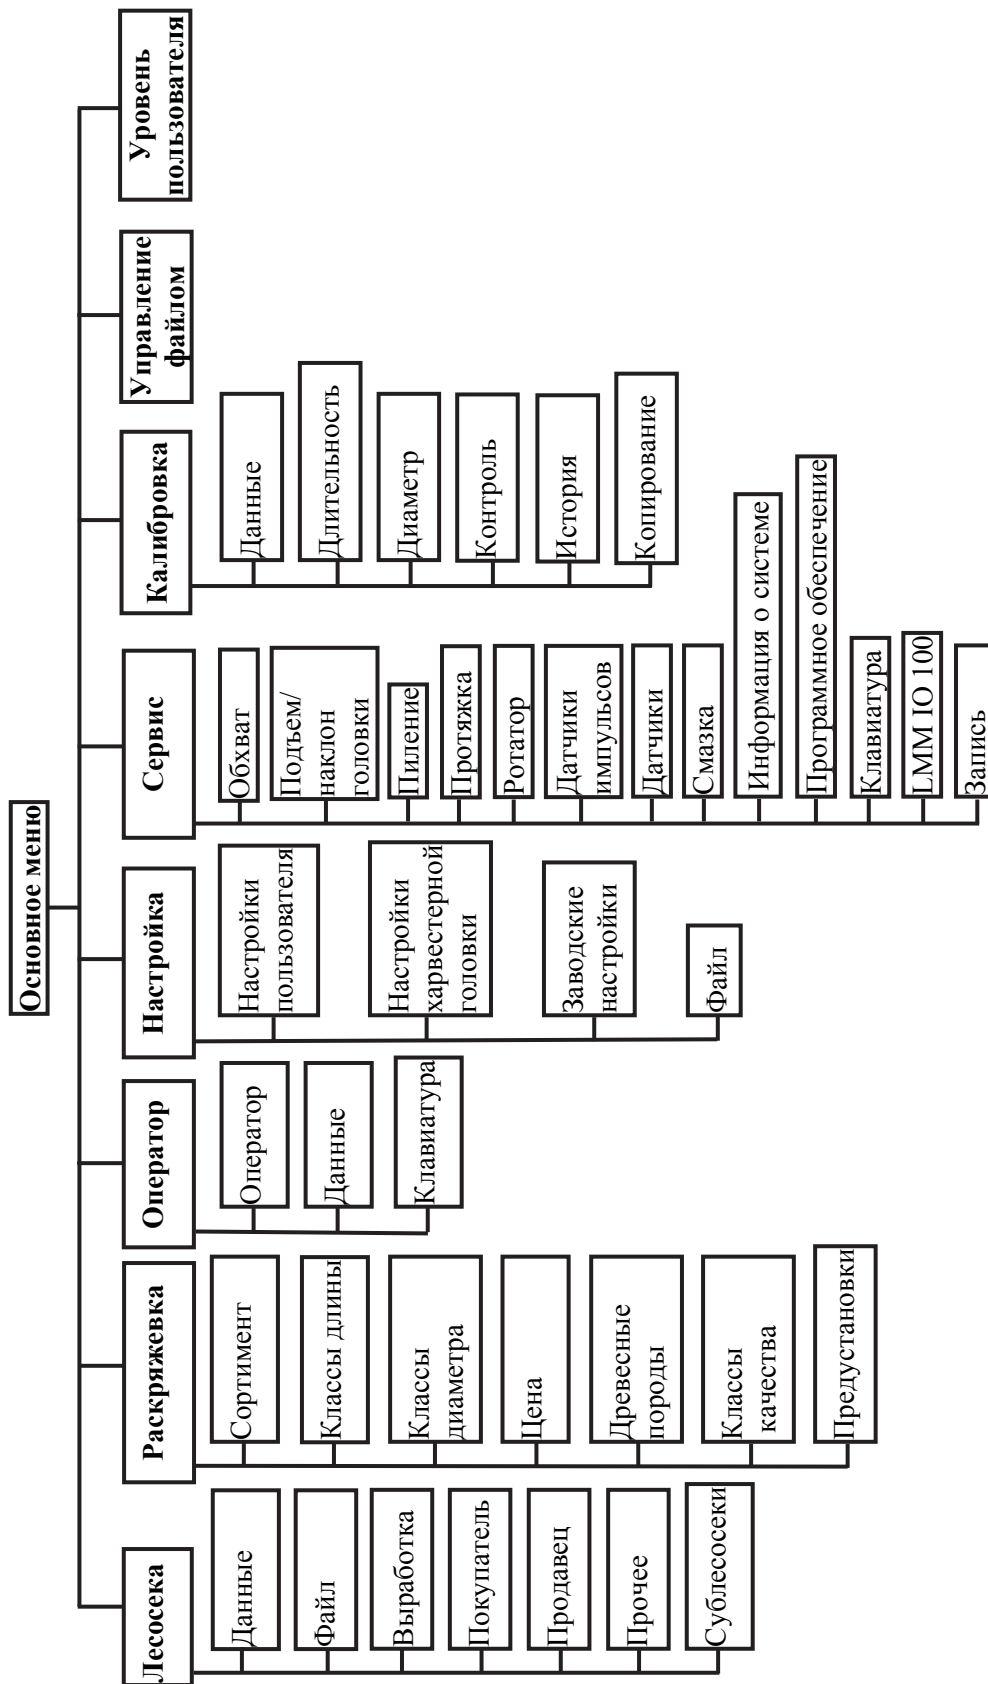 Основное меню
Лесосека
Данные
Файл
Выработка
Покупатель
Продавец
Прочее
Сублесосеки
Раскряжевка
Сортимент
Классы длины
Классы
диаметра
Цена
Древесные
породы
Классы
качества
Предустановки
Оператор
Оператор
Данные
Клавиатура
Настройка
Настройки
пользователя
Настройки
харвестерной
головки
Заводские
настройки
Файл
Сервис
Обхват
Подъем/
наклон
головки
Пиление
Протяжка
Ротатор
Датчики
импульсов
Датчики
Смазка
Информация о системе
Программное обеспечение
Клавиатура
LMM IO 100
Запись
Калибровка
Данные
Длительность
Диаметр
Контроль
История
Копирование
Управление
файлом
Уровень
пользователя